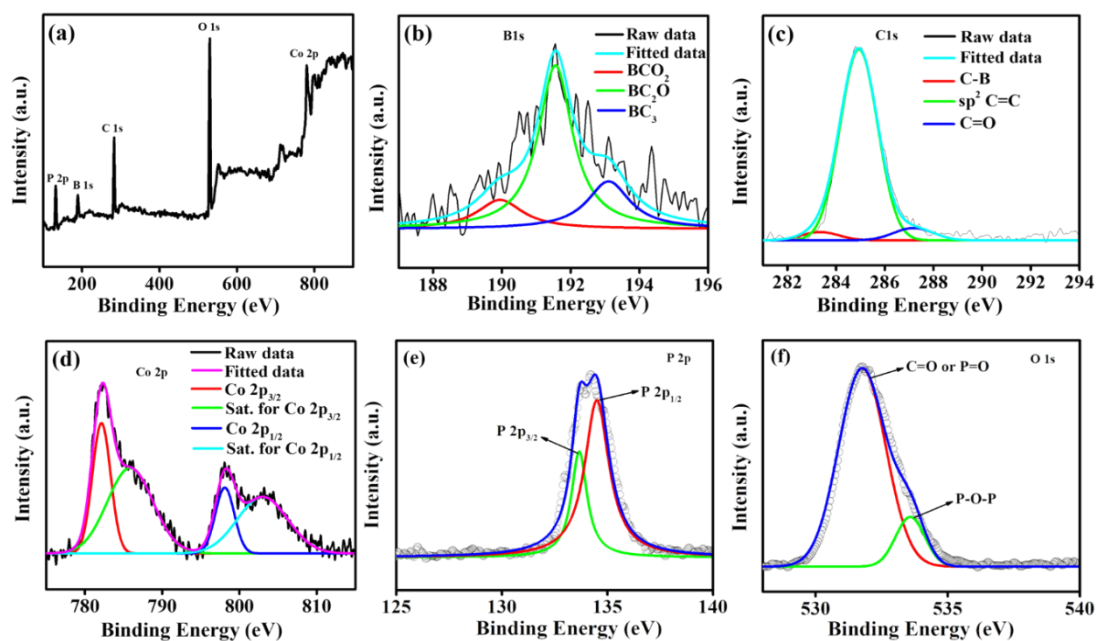 (a)
O 1s
Co 2p
C 1s
P 2p
B 1s
Intensity (a.u.)
200 400 600 800
Binding Energy (eV)
(b)
B1s
Raw data
Fitted data
BCO₂
BC₂O
BC₃
Intensity (a.u.)
188 190 192 194 196
Binding Energy (eV)
(c)
C1s
Raw data
Fitted data
C-B
sp² C=C
C=O
Intensity (a.u.)
282 284 286 288 290 292 294
Binding Energy (eV)
(d)
Co 2p
Raw data
Fitted data
Co 2p₃/₂
Sat. for Co 2p₃/₂
Co 2p₁/₂
Sat. for Co 2p₁/₂
Intensity (a.u.)
780 790 800 810
Binding Energy (eV)
(e)
P 2p
P 2p₁/₂
P 2p₃/₂
Intensity (a.u.)
125 130 135 140
Binding Energy (eV)
(f)
O 1s
C=O or P=O
P-O-P
Intensity (a.u.)
530 535 540
Binding Energy (eV)